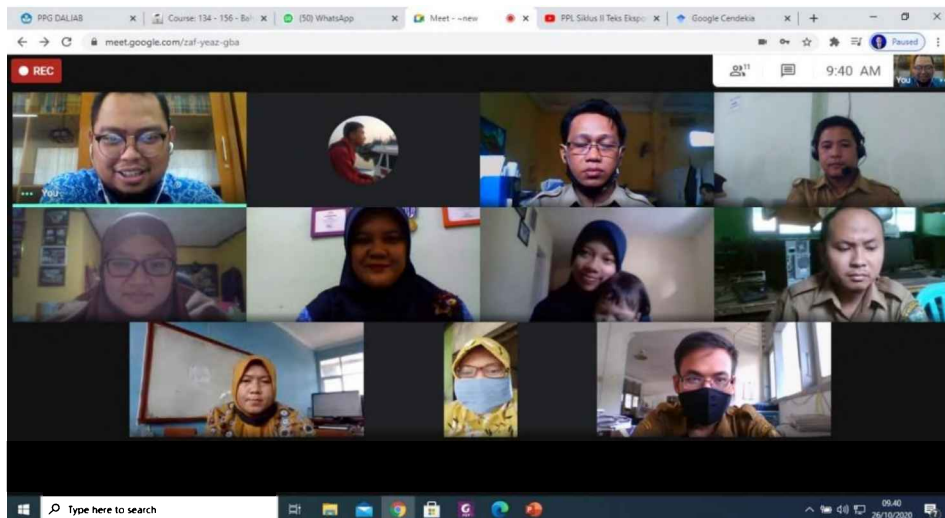 PPG DALJAB
Course: 134 - 156 - Bah
(50) WhatsApp
Meet - ~new
PPL Siklus II Teks Ekspo
Google Cendekia
meet.google.com/zaf-yeaz-gba
Paused
REC
11
9:40 AM
You
You
Type here to search
09.40
26/10/2020